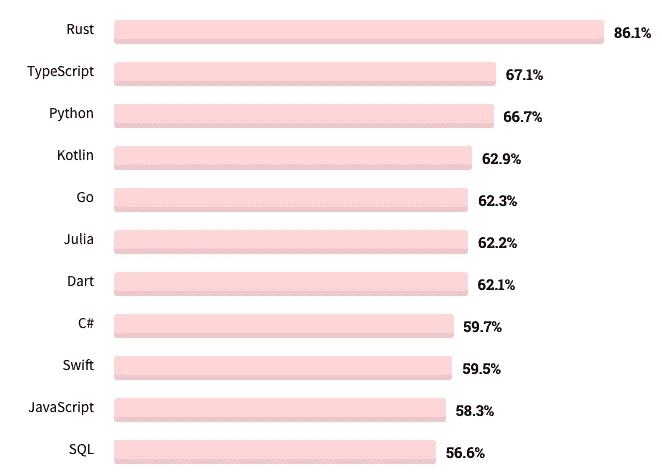 Rust 86.1%
TypeScript 67.1%
Python 66.7%
Kotlin 62.9%
Go 62.3%
Julia 62.2%
Dart 62.1%
C# 59.7%
Swift 59.5%
JavaScript 58.3%
SQL 56.6%